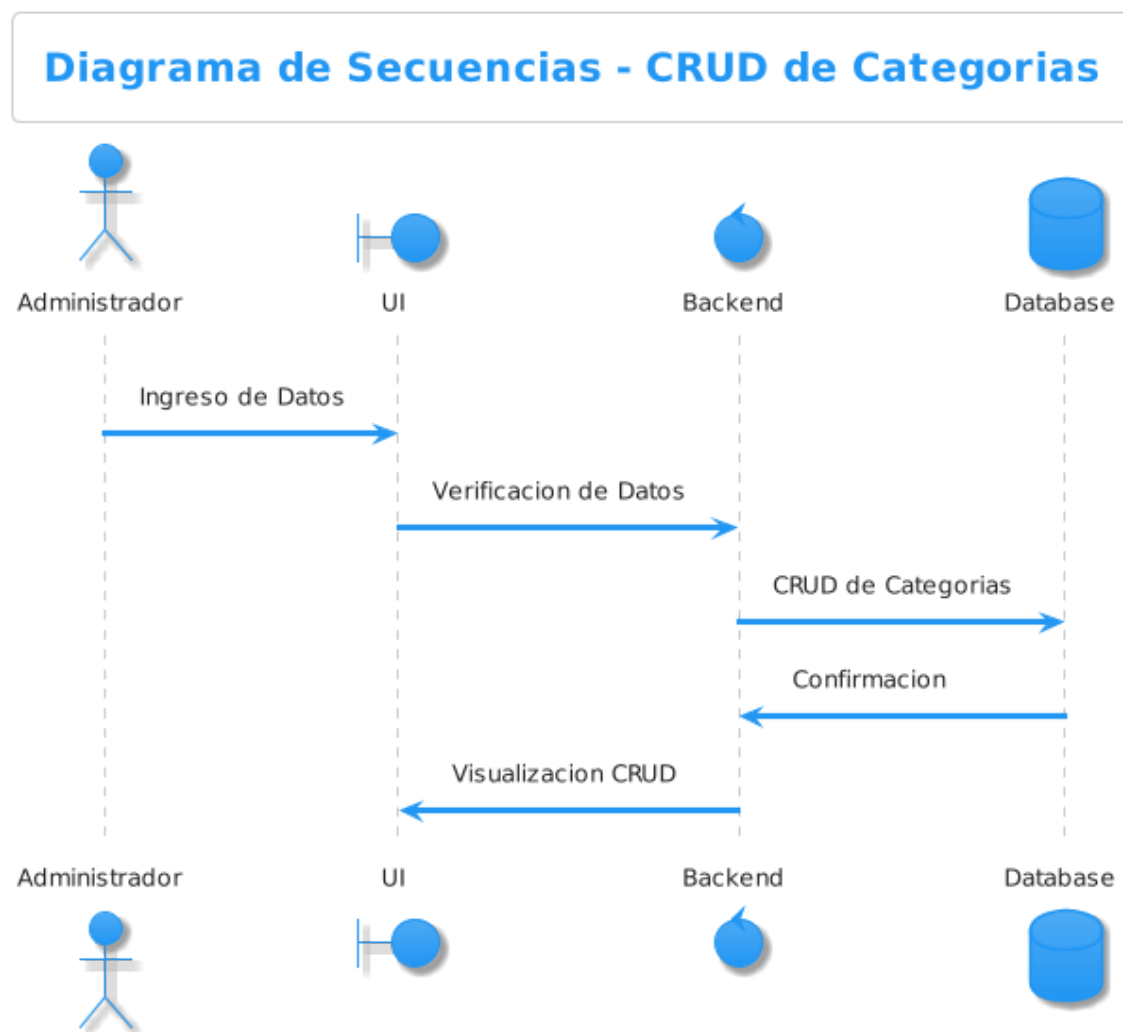 Diagrama de Secuencias - CRUD de Categorias
Administrador UI Backend Database
Ingreso de Datos
Verificacion de Datos
CRUD de Categorias
Confirmacion
Visualizacion CRUD
Administrador UI Backend Database